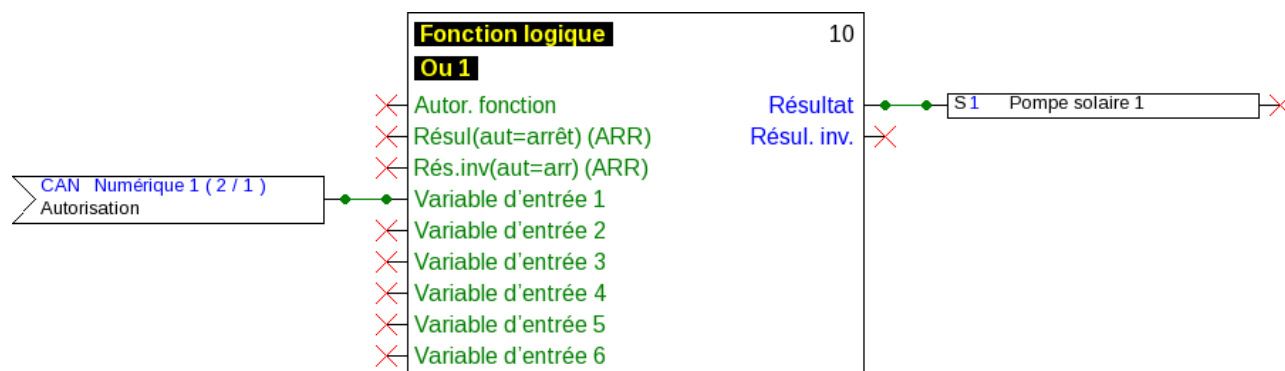 Fonction logique 10
Ou 1
Autor. fonction Résultat S1 Pompe solaire 1
Résul(aut=arrêt) (ARR) Résul. inv.
Rés.inv(aut=arr) (ARR)
CAN Numérique 1 ( 2 / 1 )
Autorisation
Variable d’entrée 1
Variable d’entrée 2
Variable d’entrée 3
Variable d’entrée 4
Variable d’entrée 5
Variable d’entrée 6